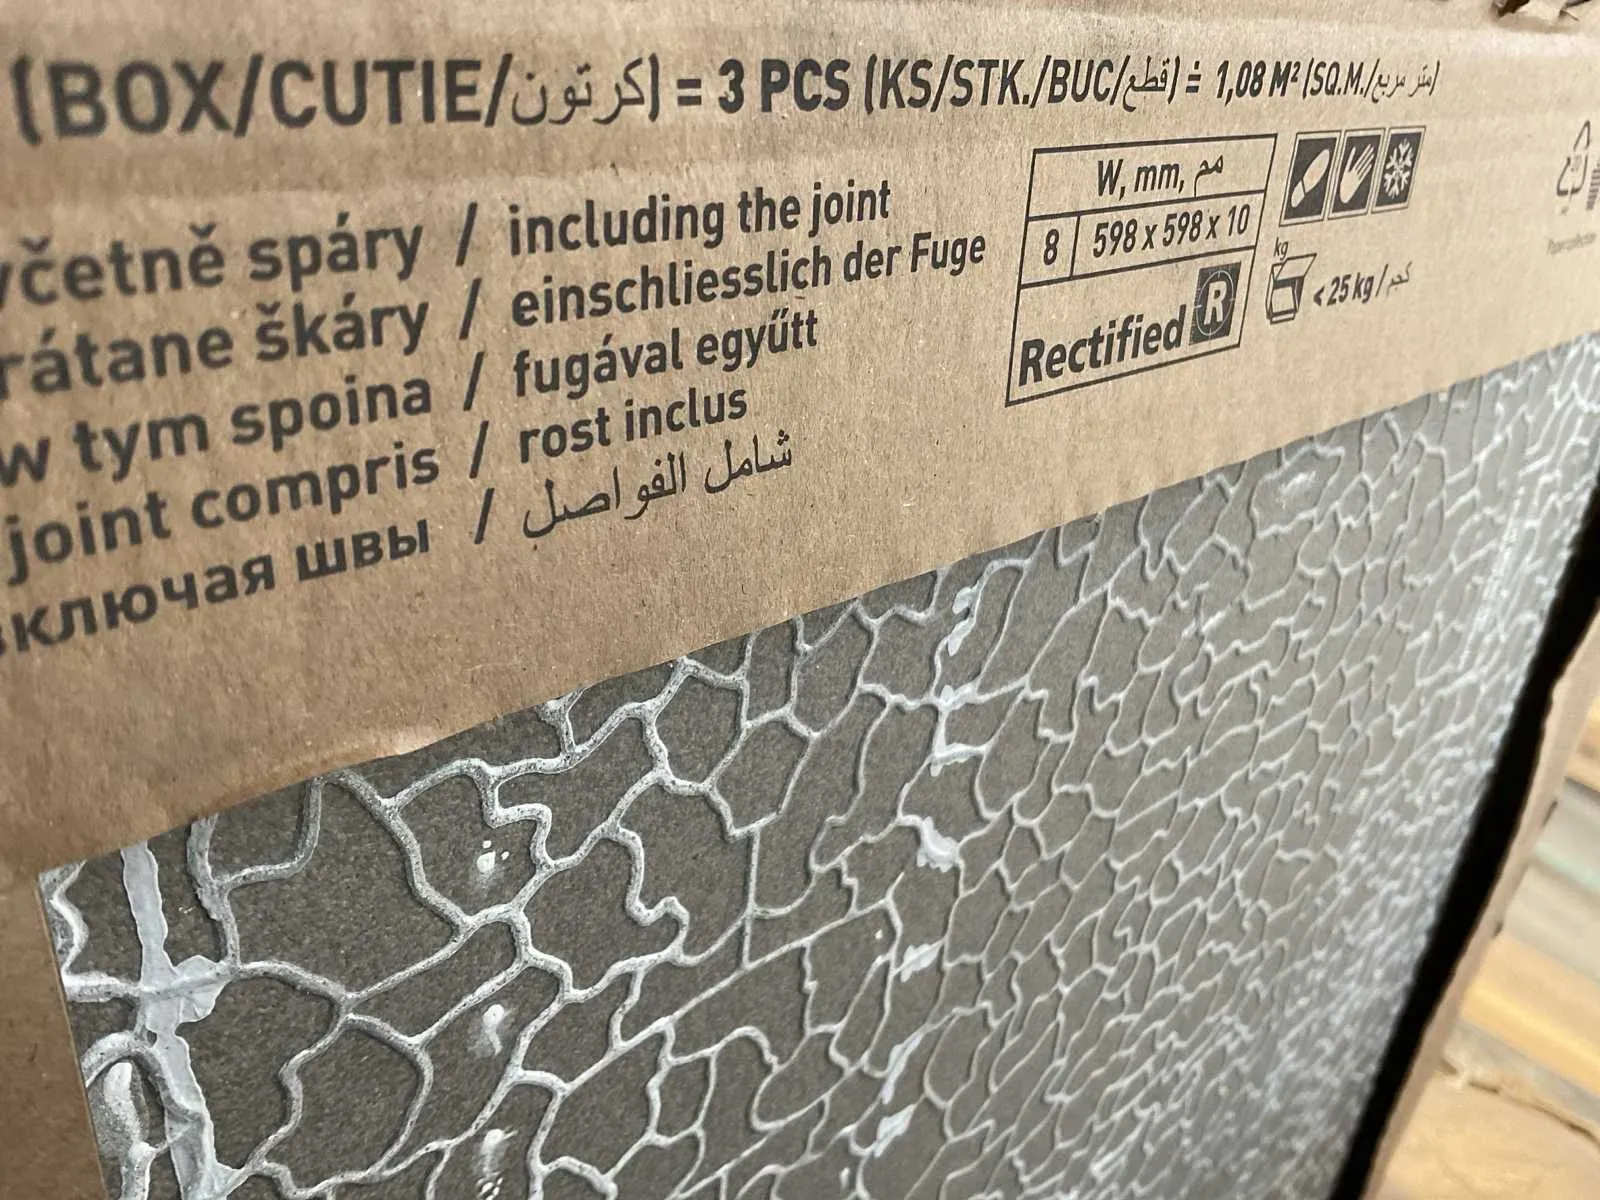 (BOX/CUTIE/كرتون) = 3 PCS (KS/STK./BUC/قطع) ≐ 1,08 M² (SQ.M./متر مربع)
včetně spáry / including the joint
rátane škáry / einschliesslich der Fuge
w tym spoina / fugával együtt
joint compris / rost inclus
включая швы / شامل الفواصل
W, mm, مم
8 598 x 598 x 10
Rectified R
kg
< 25 kg / كجم